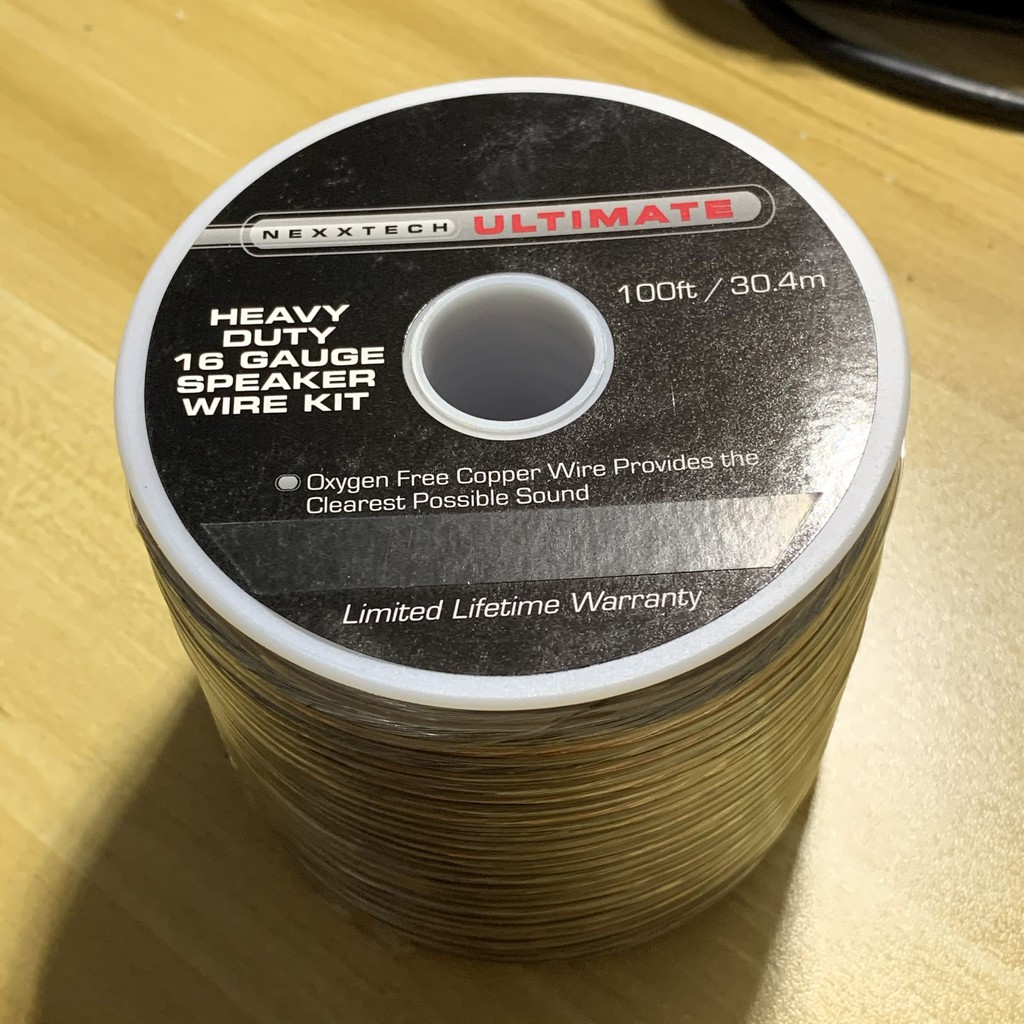 NEXXTECH ULTIMATE
100ft / 30.4m
HEAVY
DUTY
16 GAUGE
SPEAKER
WIRE KIT
Oxygen Free Copper Wire Provides the
Clearest Possible Sound
Limited Lifetime Warranty